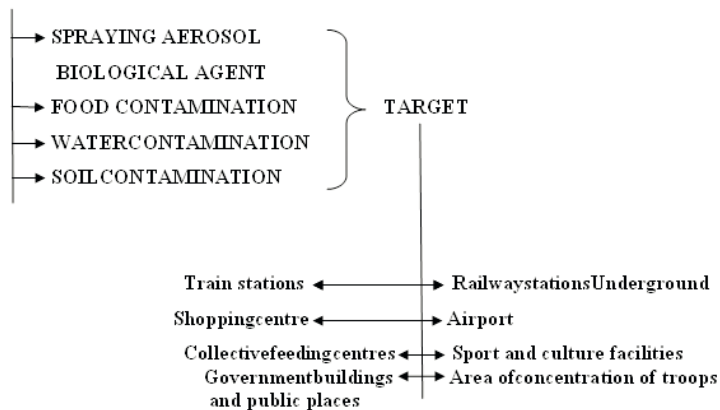 SPRAYING AEROSOL
BIOLOGICAL AGENT
FOOD CONTAMINATION
TARGET
WATERCONTAMINATION
SOILCONTAMINATION
Train stations
RailwaystationsUnderground
Shoppingcentre
Airport
Collectivefeedingcentres
Sport and culture facilities
Governmentbuildings
Area ofconcentration of troops
and public places